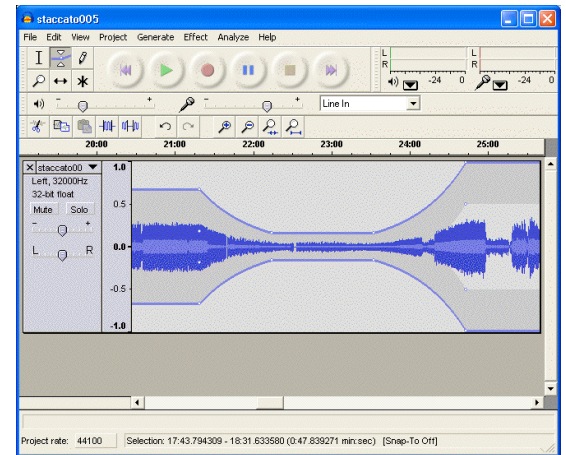 staccato005
File Edit View Project Generate Effect Analyze Help
L L
R R
-24 0 -24 0
- + - + Line In
20:00 21:00 22:00 23:00 24:00 25:00
staccato00
Left, 32000Hz
32-bit float
Mute Solo
- +
L R
1.0
0.5
0.0
-0.5
-1.0
Project rate: 44100 Selection: 17:43.794309 - 18:31.633580 (0:47.839271 min:sec) [Snap-To Off]